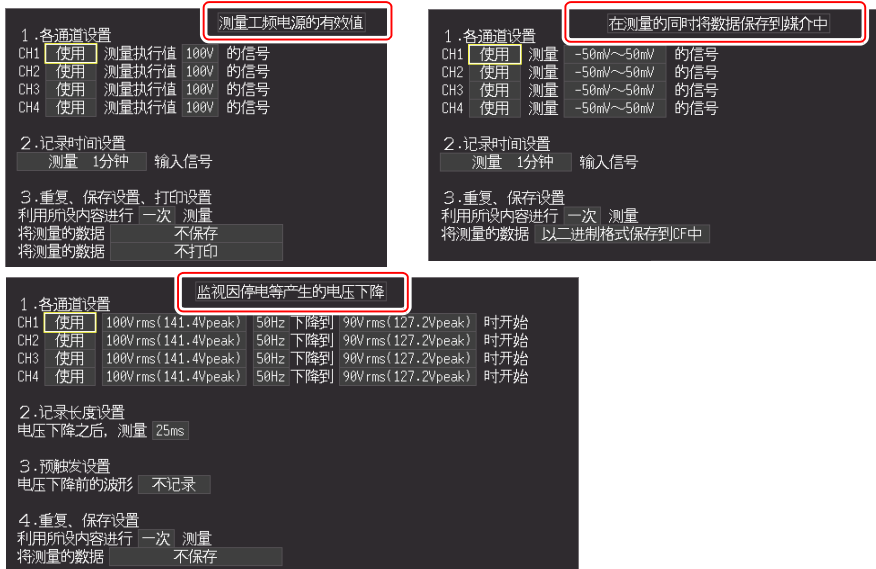 测量工频电源的有效值
1.各通道设置
CH1 使用 测量执行值 100V 的信号
CH2 使用 测量执行值 100V 的信号
CH3 使用 测量执行值 100V 的信号
CH4 使用 测量执行值 100V 的信号
2.记录时间设置
测量 1分钟 输入信号
3.重复、保存设置、打印设置
利用所设内容进行 一次 测量
将测量的数据 不保存
将测量的数据 不打印
在测量的同时将数据保存到媒介中
1.各通道设置
CH1 使用 测量 -50mV～50mV 的信号
CH2 使用 测量 -50mV～50mV 的信号
CH3 使用 测量 -50mV～50mV 的信号
CH4 使用 测量 -50mV～50mV 的信号
2.记录时间设置
测量 1分钟 输入信号
3.重复、保存设置
利用所设内容进行 一次 测量
将测量的数据 以二进制格式保存到CF中
监视因停电等产生的电压下降
1.各通道设置
CH1 使用 100Vrms(141.4Vpeak) 50Hz 下降到 90Vrms(127.2Vpeak) 时开始
CH2 使用 100Vrms(141.4Vpeak) 50Hz 下降到 90Vrms(127.2Vpeak) 时开始
CH3 使用 100Vrms(141.4Vpeak) 50Hz 下降到 90Vrms(127.2Vpeak) 时开始
CH4 使用 100Vrms(141.4Vpeak) 50Hz 下降到 90Vrms(127.2Vpeak) 时开始
2.记录长度设置
电压下降之后, 测量 25ms
3.预触发设置
电压下降前的波形 不记录
4.重复、保存设置
利用所设内容进行 一次 测量
将测量的数据 不保存